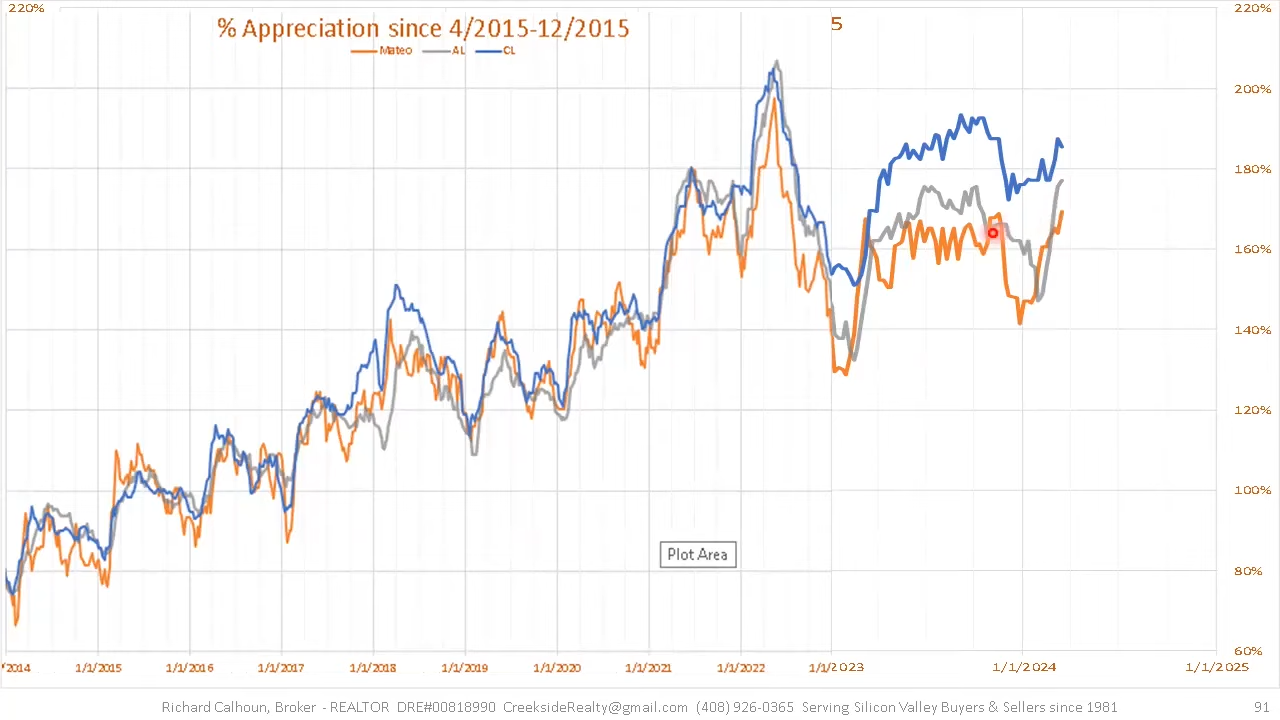 220%
% Appreciation since 4/2015-12/2015
5
220%
Mateo AL CL
200%
180%
160%
140%
120%
100%
Plot Area
80%
60%
/2014 1/1/2015 1/1/2016 1/1/2017 1/1/2018 1/1/2019 1/1/2020 1/1/2021 1/1/2022 1/1/2023 1/1/2024 1/1/2025
Richard Calhoun, Broker - REALTOR DRE#00818990 CreeksideRealty@gmail.com (408) 926-0365 Serving Silicon Valley Buyers & Sellers since 1981 91